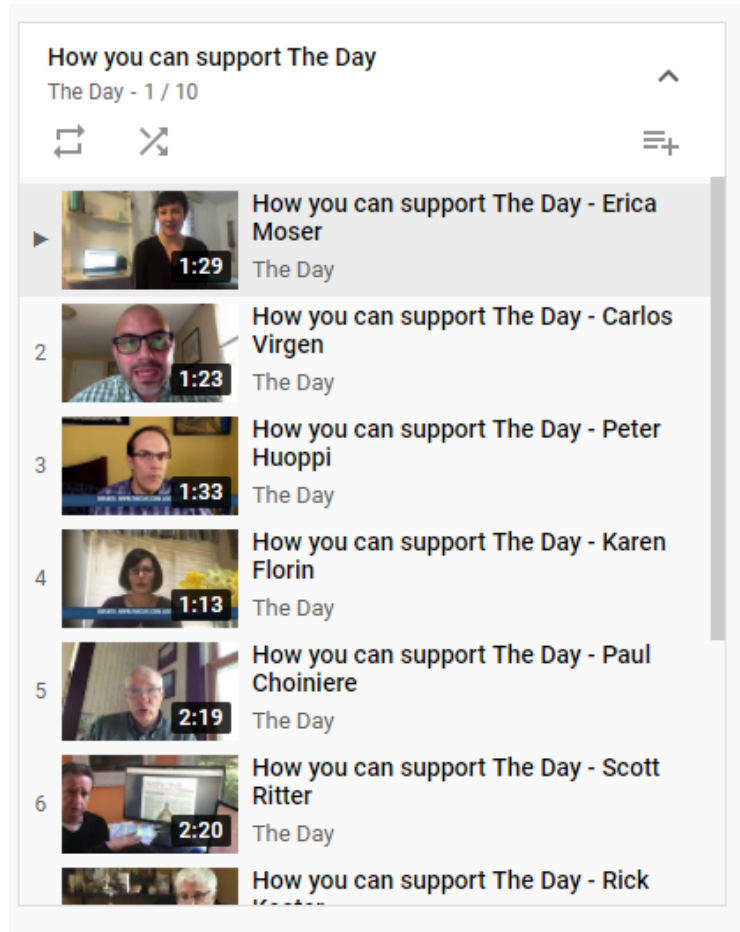 How you can support The Day
The Day - 1 / 10
How you can support The Day - Erica
Moser
1:29
The Day
2
How you can support The Day - Carlos
Virgen
1:23
The Day
3
How you can support The Day - Peter
Huoppi
1:33
The Day
4
How you can support The Day - Karen
Florin
1:13
The Day
5
How you can support The Day - Paul
Choiniere
2:19
The Day
6
How you can support The Day - Scott
Ritter
2:20
The Day
How you can support The Day - Rick